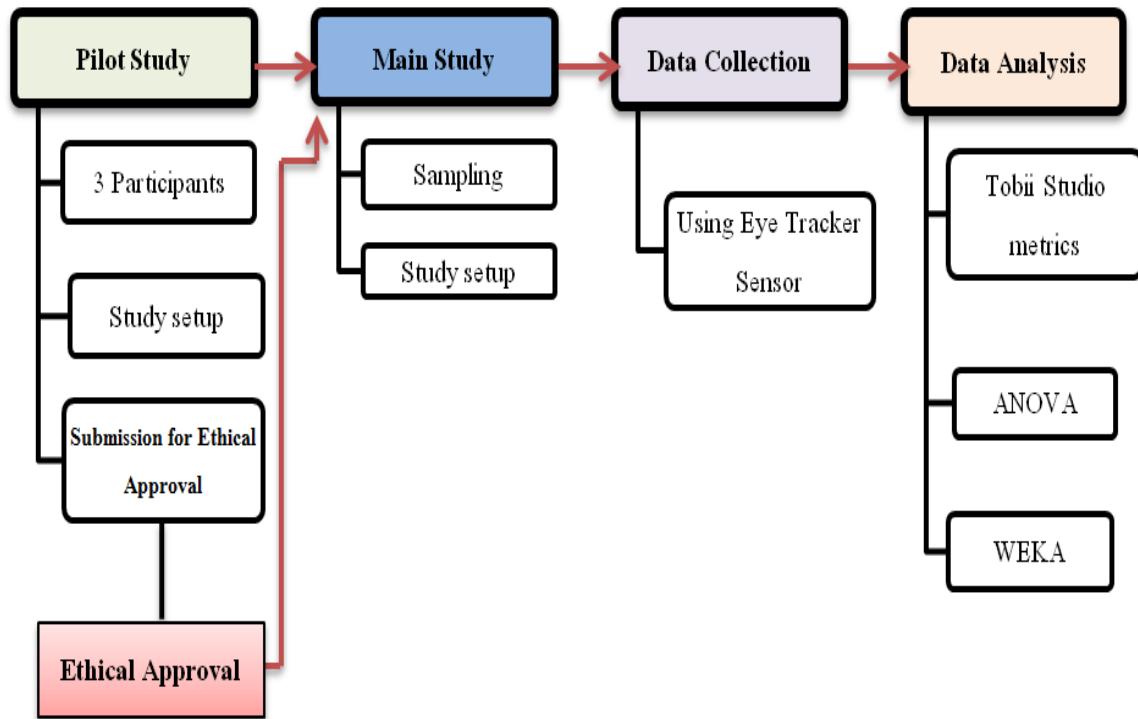 Pilot Study
3 Participants
Study setup
Submission for Ethical
Approval
Ethical Approval
Main Study
Sampling
Study setup
Data Collection
Using Eye Tracker
Sensor
Data Analysis
Tobii Studio
metrics
ANOVA
WEKA